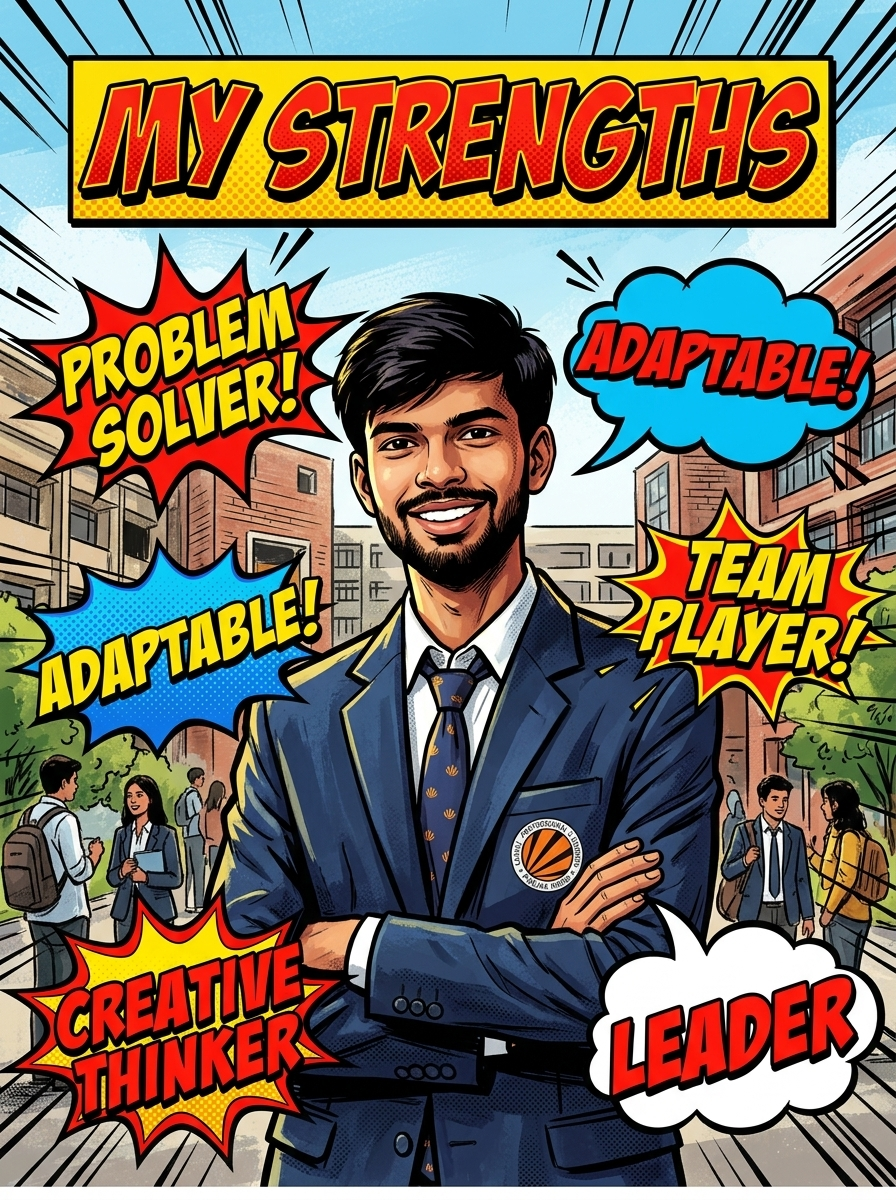 MY STRENGTHS
PROBLEM
SOLVER!
ADAPTABLE!
ADAPTABLE!
TEAM
PLAYER!
CREATIVE
THINKER
LEADER